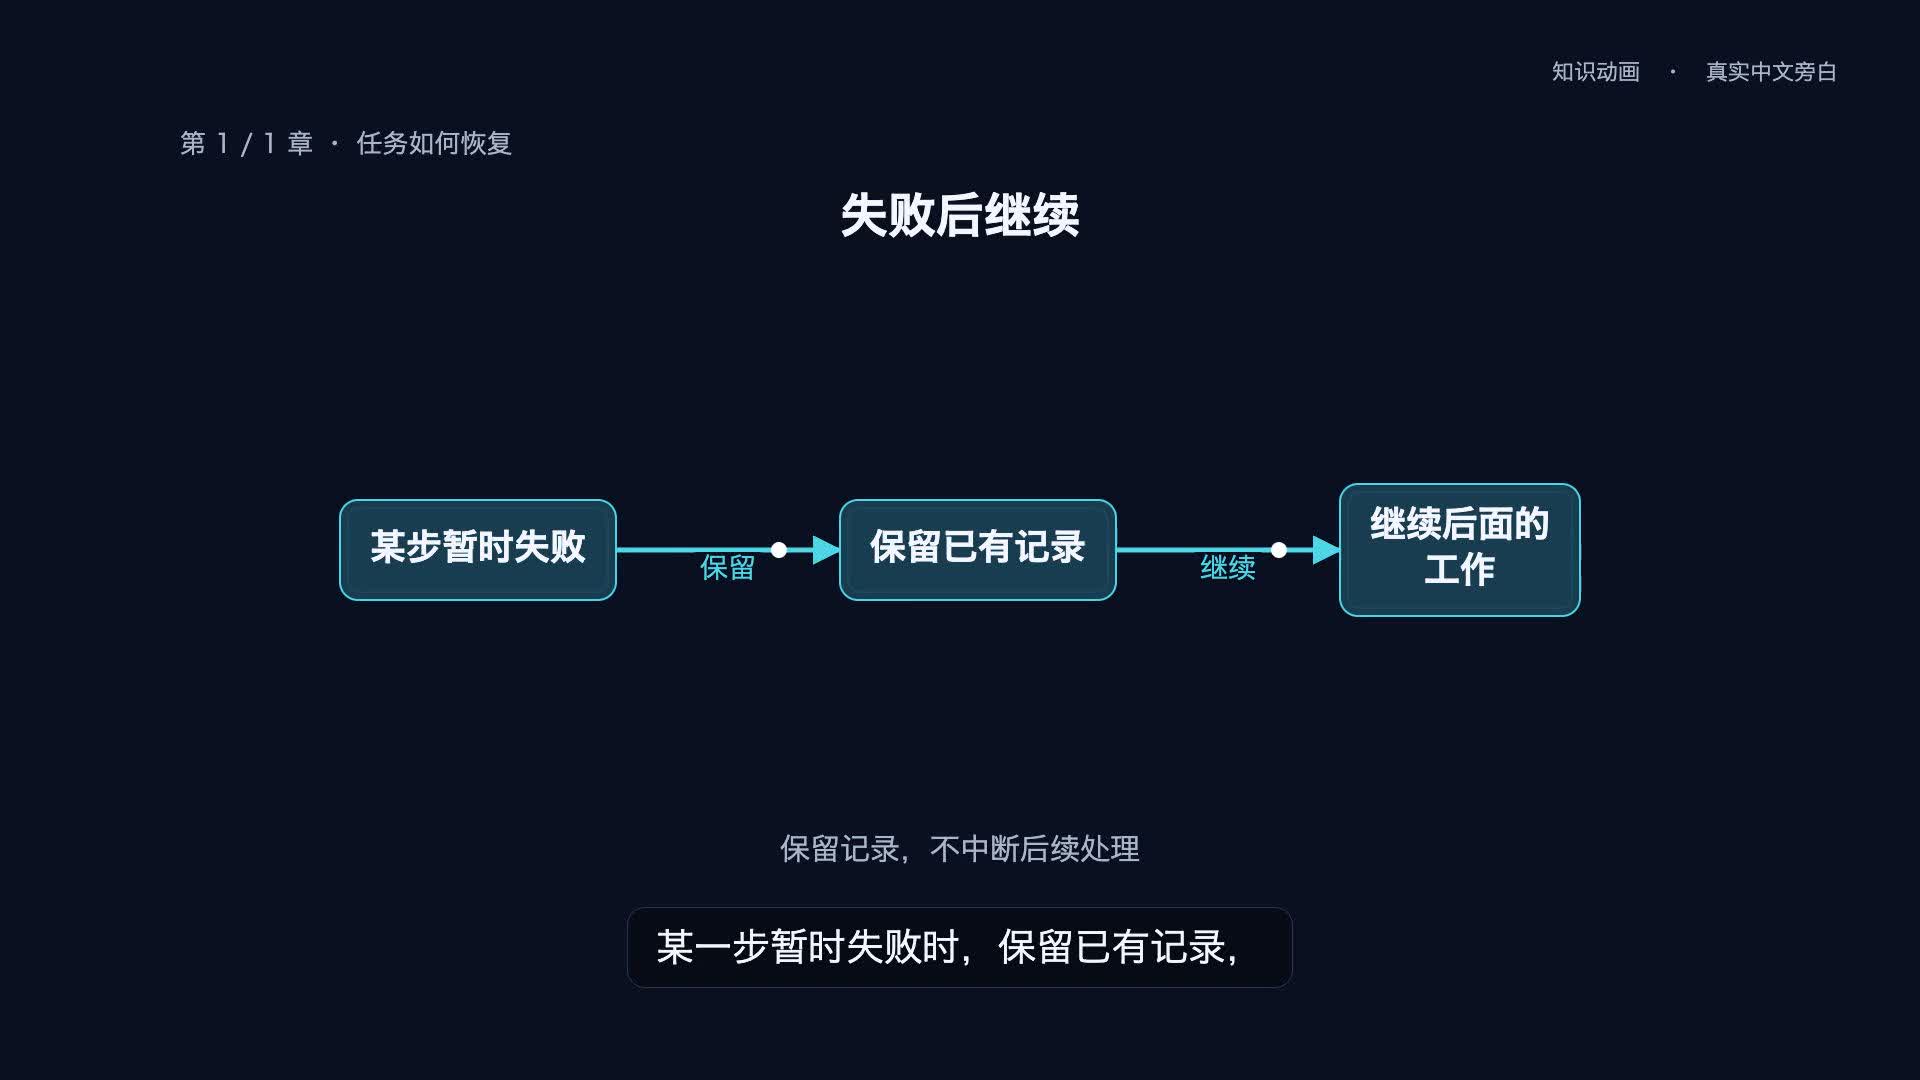 知识动画 · 真实中文旁白
第 1 / 1 章 · 任务如何恢复
失败后继续
某步暂时失败
保留
保留已有记录
继续
继续后面的
工作
保留记录，不中断后续处理
某一步暂时失败时，保留已有记录，